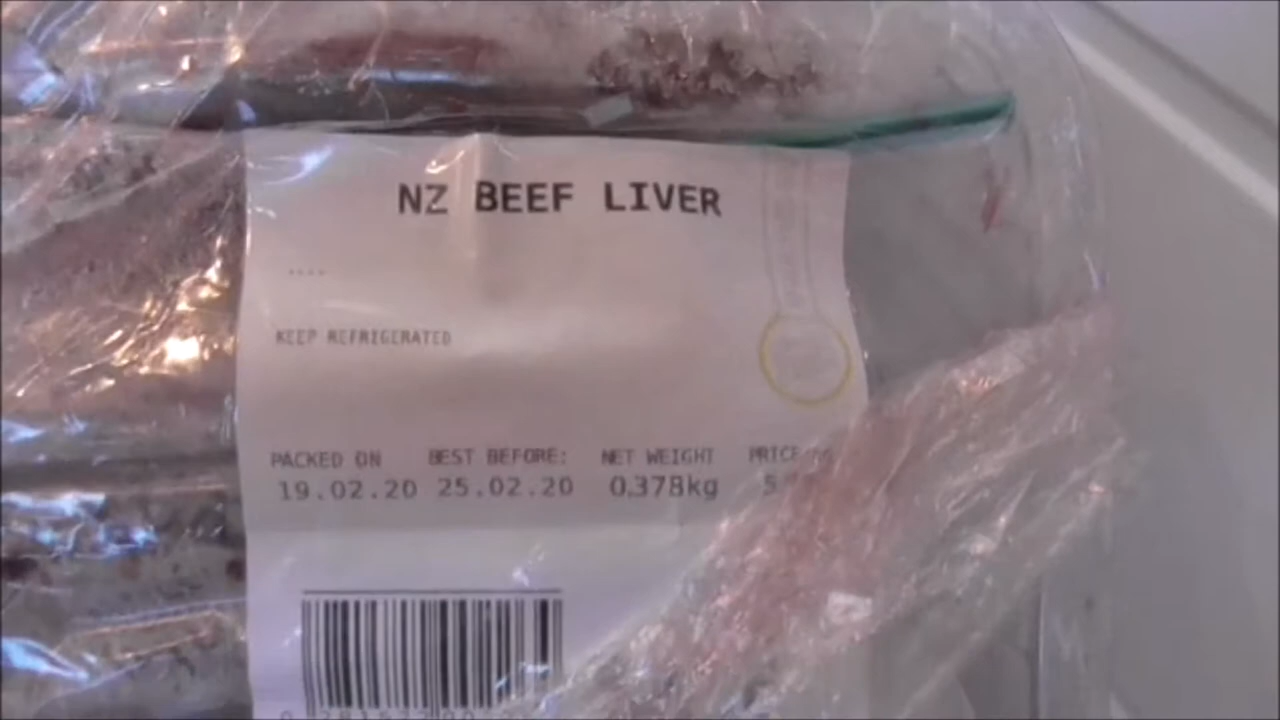 NZ BEEF LIVER
KEEP REFRIGERATED
PACKED ON BEST BEFORE: NET WEIGHT PRICE
19.02.20 25.02.20 0.378kg